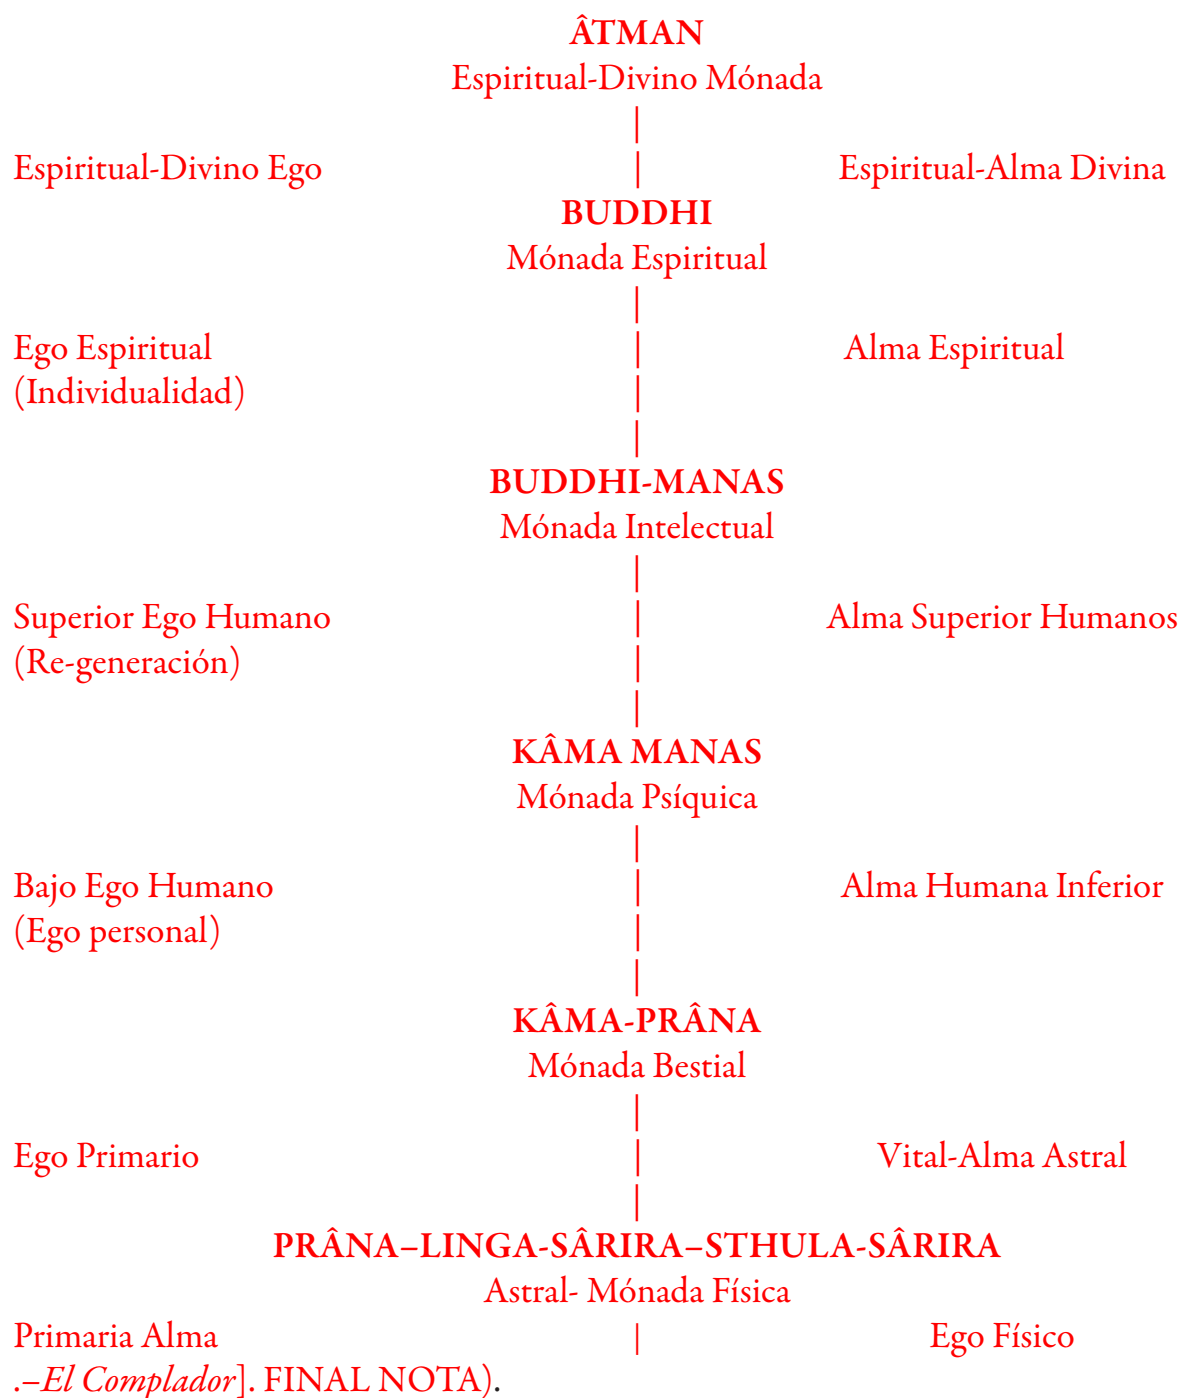 ÂTMAN
Espiritual-Divino Mónada
Espiritual-Divino Ego Espiritual-Alma Divina
BUDDHI
Mónada Espiritual
Ego Espiritual Alma Espiritual
(Individualidad)
BUDDHI-MANAS
Mónada Intelectual
Superior Ego Humano Alma Superior Humanos
(Re-generación)
KÂMA MANAS
Mónada Psíquica
Bajo Ego Humano Alma Humana Inferior
(Ego personal)
KÂMA-PRÂNA
Mónada Bestial
Ego Primario Vital-Alma Astral
PRÂNA–LINGA-SÂRIRA–STHULA-SÂRIRA
Astral- Mónada Física
Primaria Alma Ego Físico
.–El Complador]. FINAL NOTA).